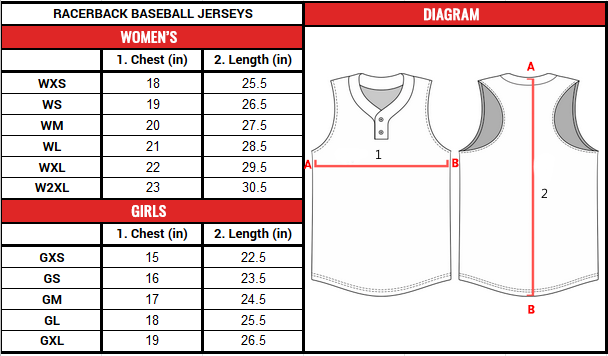 RACERBACK BASEBALL JERSEYS
WOMEN'S
1. Chest (in) 2. Length (in)
WXS 18 25.5
WS 19 26.5
WM 20 27.5
WL 21 28.5
WXL 22 29.5
W2XL 23 30.5
GIRLS
1. Chest (in) 2. Length (in)
GXS 15 22.5
GS 16 23.5
GM 17 24.5
GL 18 25.5
GXL 19 26.5
DIAGRAM
A
1
A B
2
B